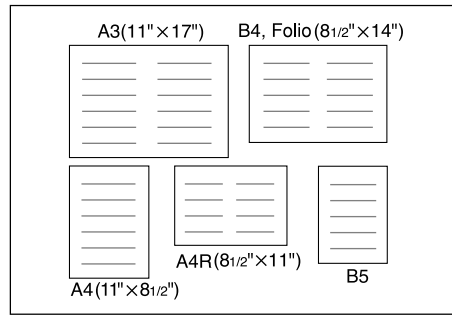 A3(11"×17")
B4, Folio(81/2"×14")
A4(11"×81/2")
A4R(81/2"×11")
B5